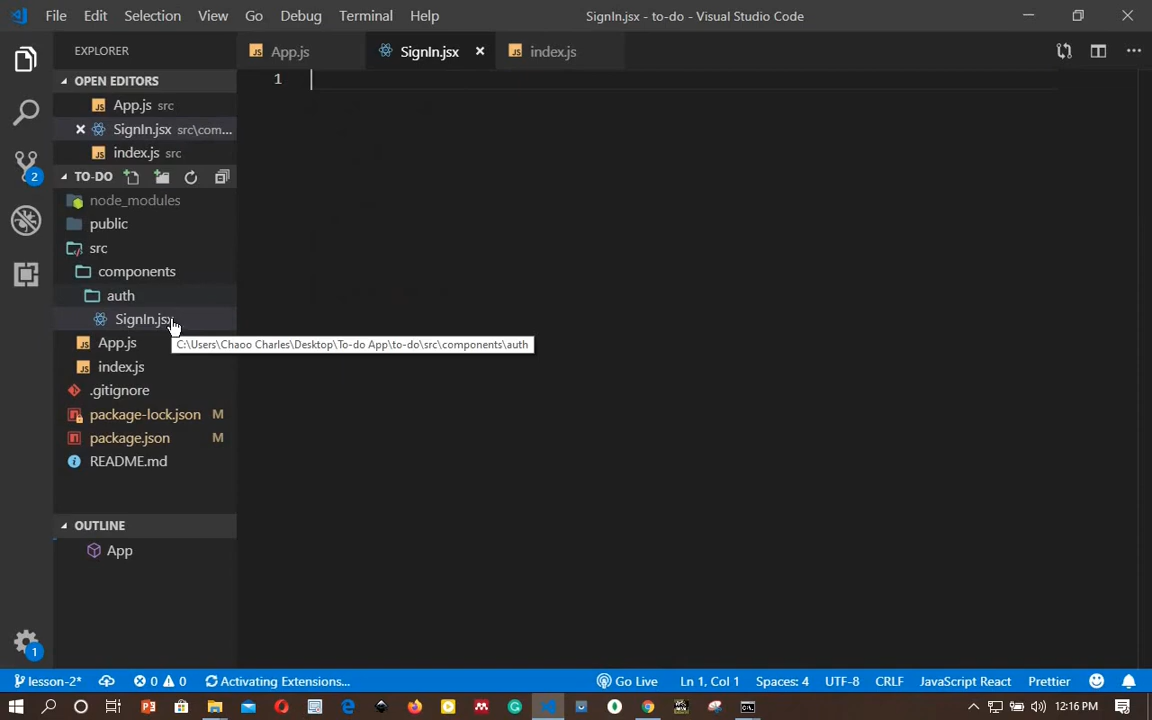 File Edit Selection View Go Debug Terminal Help SignIn.jsx - to-do - Visual Studio Code
EXPLORER
App.js
SignIn.jsx
index.js
OPEN EDITORS
App.js src
SignIn.jsx src\com...
index.js src
TO-DO
node_modules
public
src
components
auth
SignIn.jsx
App.js
index.js
.gitignore
package-lock.json M
package.json M
README.md
OUTLINE
App
1
C:\Users\Chaoo Charles\Desktop\To-do App\to-do\src\components\auth
2
1
lesson-2* 0 0 Activating Extensions... Go Live Ln 1, Col 1 Spaces: 4 UTF-8 CRLF JavaScript React Prettier
12:16 PM